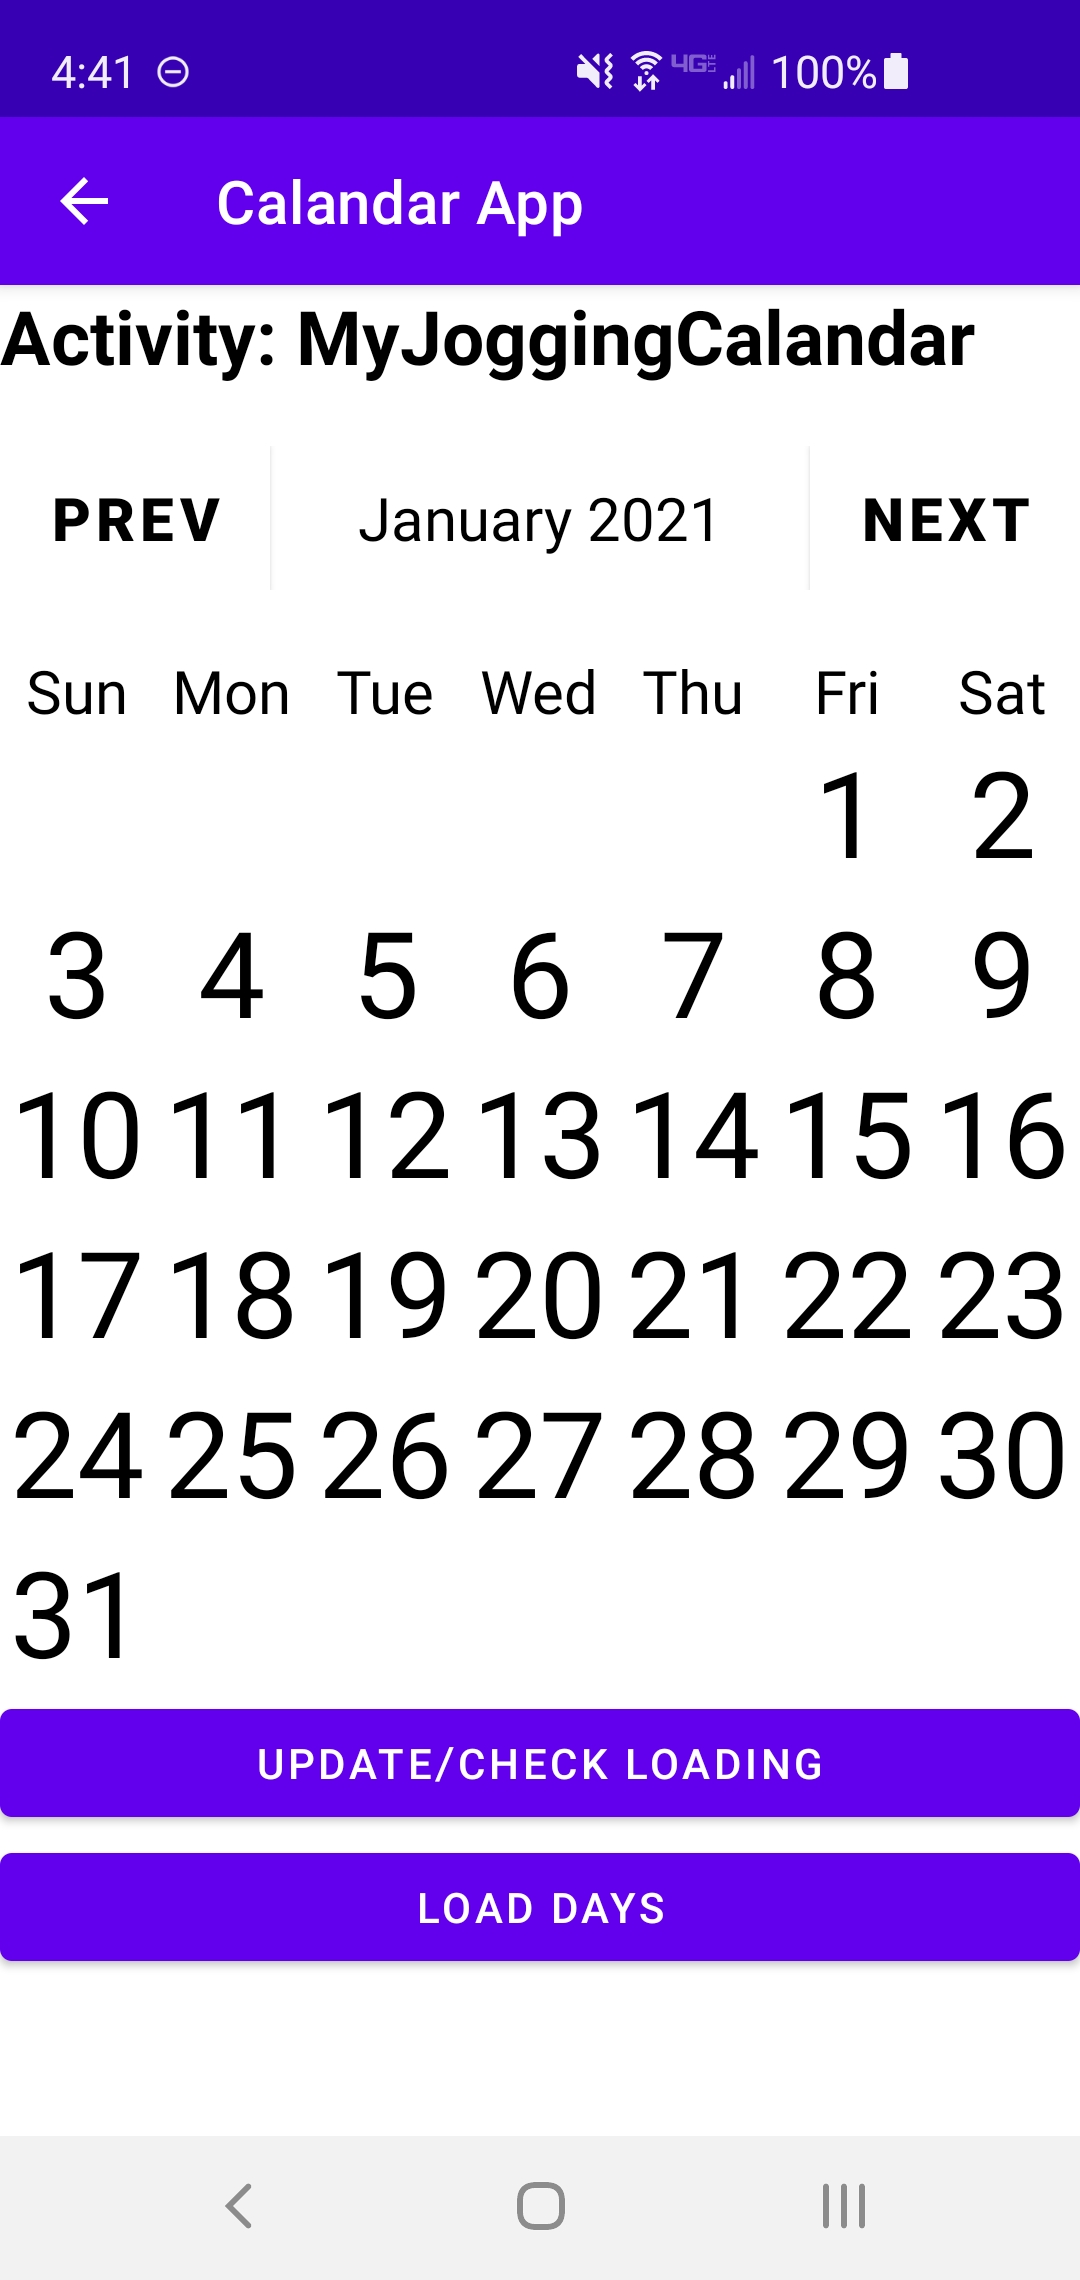 4:41 4G LTE 100%
Calandar App
Activity: MyJoggingCalandar
PREV January 2021 NEXT
Sun Mon Tue Wed Thu Fri Sat
1 2
3 4 5 6 7 8 9
10 11 12 13 14 15 16
17 18 19 20 21 22 23
24 25 26 27 28 29 30
31
UPDATE/CHECK LOADING
LOAD DAYS